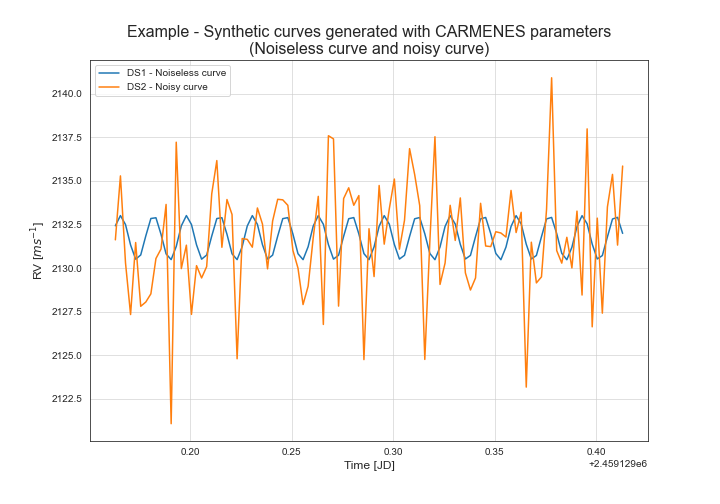 Example - Synthetic curves generated with CARMENES parameters
(Noiseless curve and noisy curve)
DS1 - Noiseless curve
DS2 - Noisy curve
RV [ms⁻¹]
2140.0
2137.5
2135.0
2132.5
2130.0
2127.5
2125.0
2122.5
0.20
0.25
0.30
0.35
0.40
Time [JD]
+2.459129e6